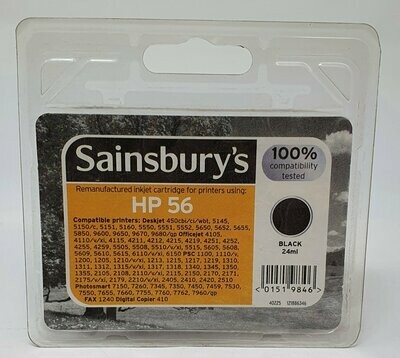 Sainsbury's
100%
compatibility
tested
Remanufactured inkjet cartridge for printers using:
HP 56
BLACK
24ml
Compatible printers: Deskjet 450cbi/ci/wbt, 5145,
5150/c, 5151, 5160, 5550, 5551, 5552, 5650, 5652, 5655,
5850, 9600, 9650, 9670, 9680/gp Officejet 4105,
4110/v/xi, 4115, 4211, 4212, 4215, 4219, 4251, 4252,
4255, 4259, 5505, 5508, 5510/v/xi, 5515, 5605, 5608,
5609, 5610, 5615, 6110/v/xi, 6150 PSC 1100, 1110/v,
1200, 1205, 1210/v/xi, 1213, 1215, 1217, 1219, 1310,
1311, 1312, 1315/v/xi, 1317, 1318, 1340, 1345, 1350,
1355, 2105, 2108, 2110/v/xi, 2115, 2150, 2170, 2171,
2175/v/xi, 2179, 2210/v/xi, 2405, 2410, 2420, 2510
Photosmart 7150, 7260, 7345, 7350, 7450, 7459, 7530,
7550, 7655, 7660, 7755, 7760, 7762, 7960/gp
FAX 1240 Digital Copier 410
<0151 9846>